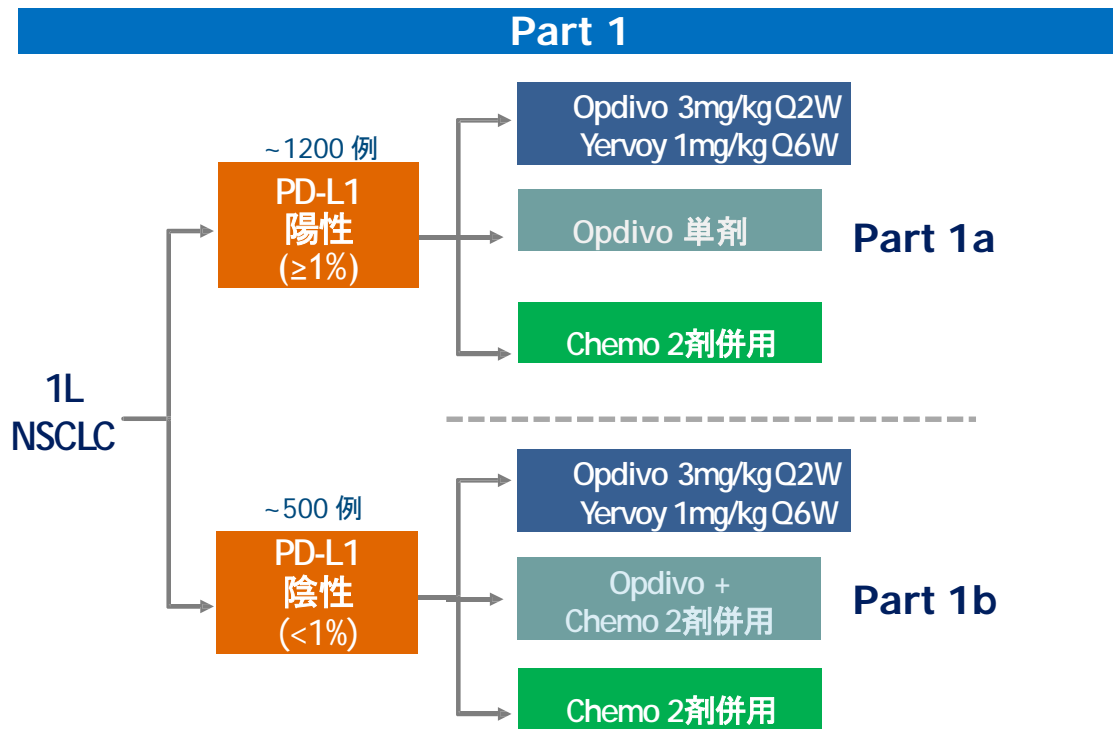 Part 1
1L
NSCLC
~1200 例
PD-L1
陽性
(≥1%)
Opdivo 3mg/kg Q2W
Yervoy 1mg/kg Q6W
Opdivo 単剤
Chemo 2剤併用
Part 1a
~500 例
PD-L1
陰性
(<1%)
Opdivo 3mg/kg Q2W
Yervoy 1mg/kg Q6W
Opdivo +
Chemo 2剤併用
Chemo 2剤併用
Part 1b